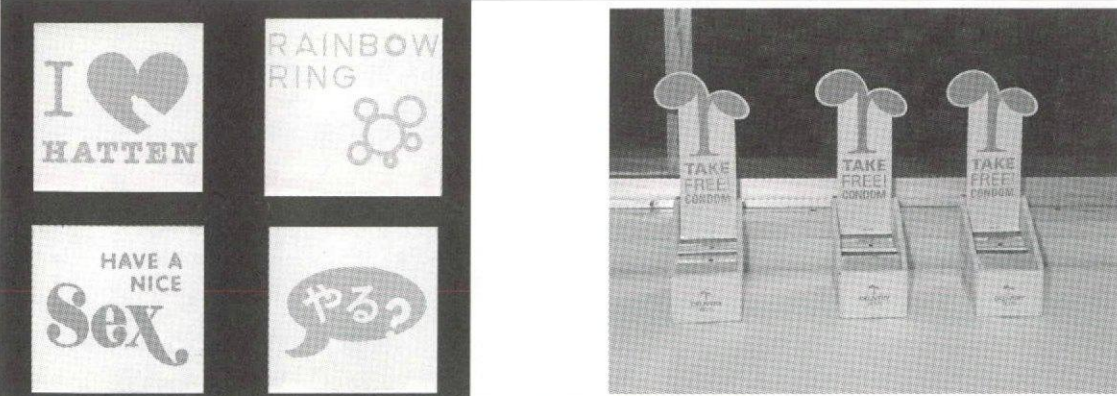 I
HATTEN
RAINBOW
RING
HAVE A
NICE
Sex
やる?
TAKE
FREE!
CONDOM
TAKE
FREE!
CONDOM
TAKE
FREE!
CONDOM